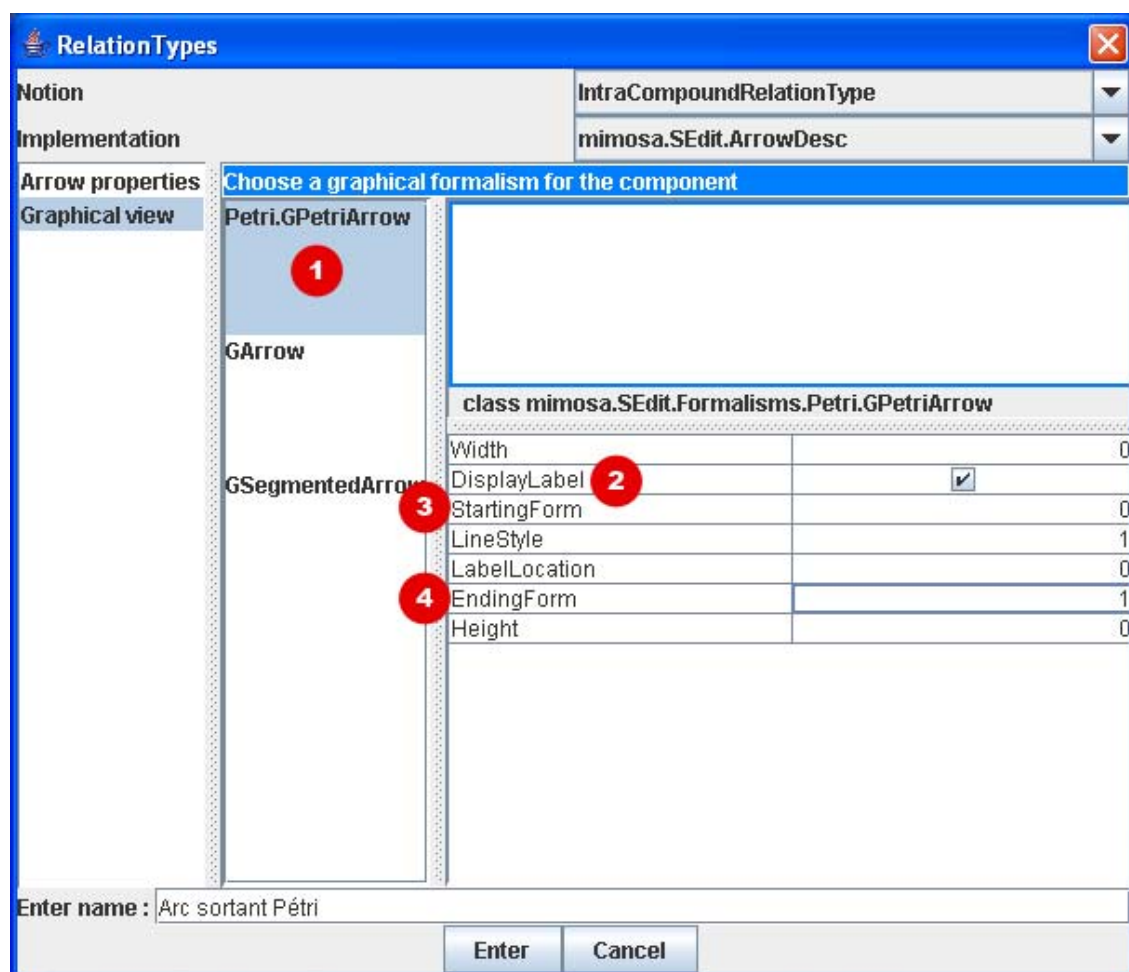 RelationTypes
Notion
IntraCompoundRelationType
Implementation
mimosa.SEdit.ArrowDesc
Arrow properties
Graphical view
Choose a graphical formalism for the component
Petri.GPetriArrow
1
GArrow
GSegmentedArrow
class mimosa.SEdit.Formalisms.Petri.GPetriArrow
Width 0
DisplayLabel 2
3 StartingForm 0
LineStyle 1
LabelLocation 0
4 EndingForm 1
Height 0
Enter name : Arc sortant Pétri
Enter Cancel